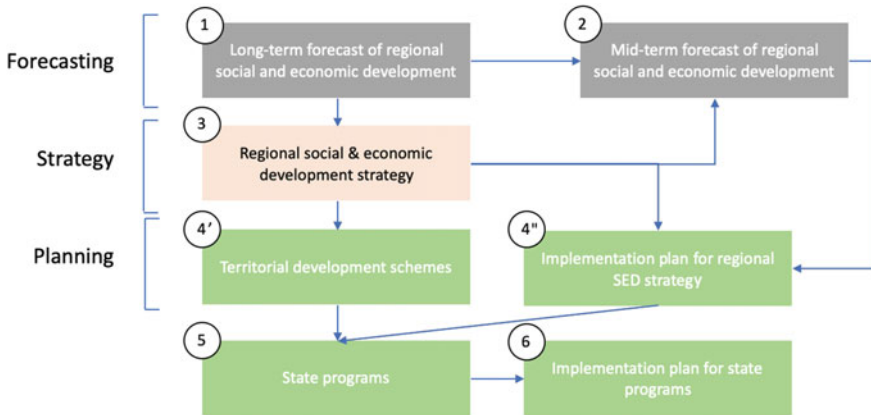 Forecasting
1
Long-term forecast of regional
social and economic development
2
Mid-term forecast of regional
social and economic development
Strategy
3
Regional social & economic
development strategy
Planning
4’
Territorial development schemes
4"
Implementation plan for regional
SED strategy
5
State programs
6
Implementation plan for state
programs